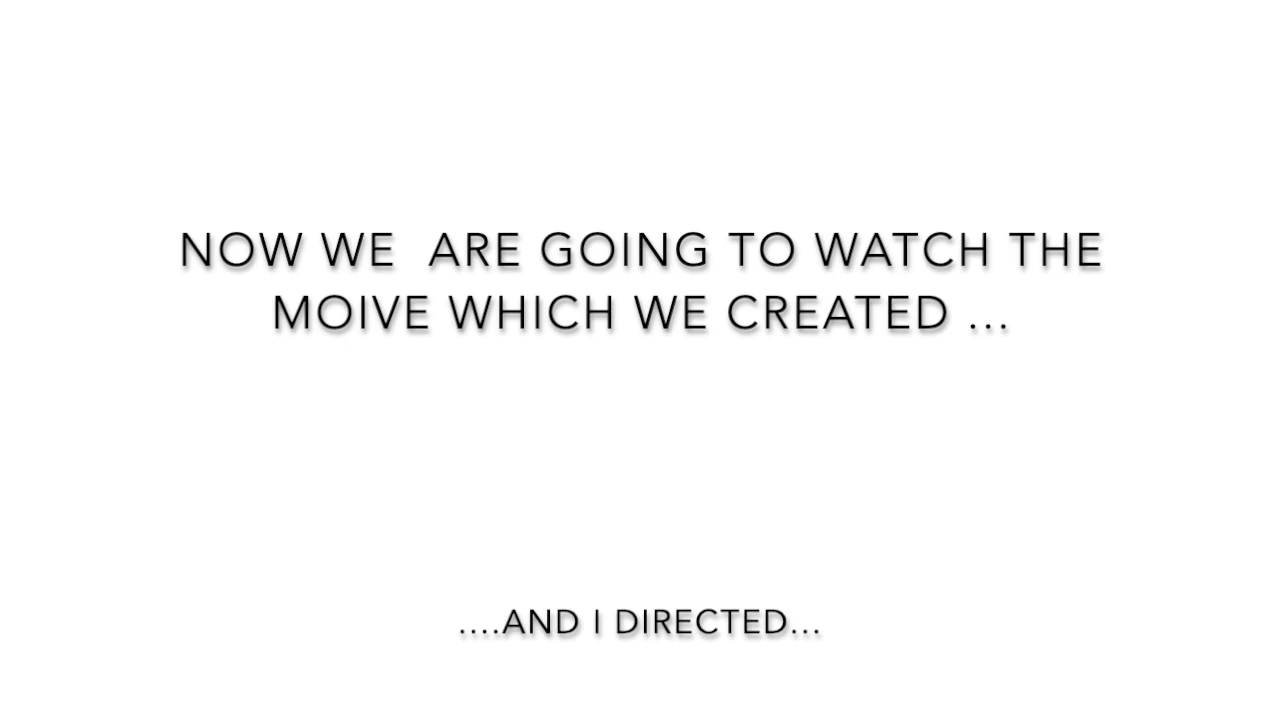 NOW WE  ARE GOING TO WATCH THE
MOIVE WHICH WE CREATED ...
....AND I DIRECTED...